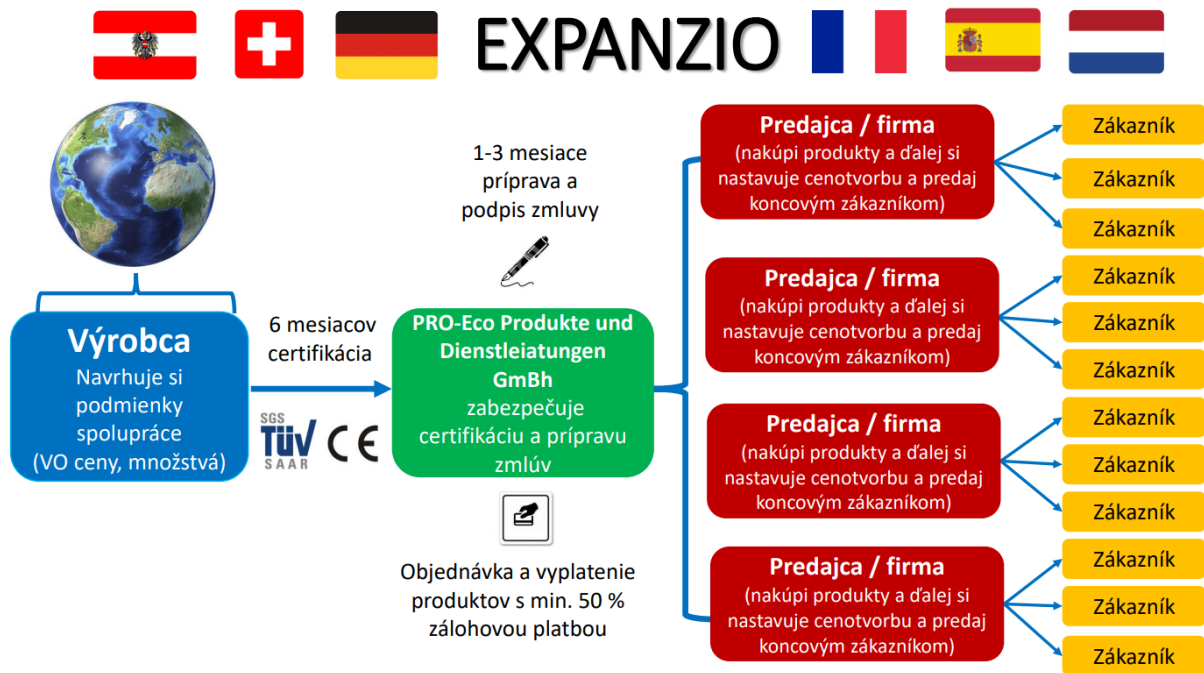 EXPANZIO
1-3 mesiace
príprava a
podpis zmluvy
Výrobca
Navrhuje si
podmienky
spolupráce
(VO ceny, množstvá)
6 mesiacov
certifikácia
SGS
TÜV
SAAR
CE
PRO-Eco Produkte und
Dienstleiatungen
GmBh
zabezpečuje
certifikáciu a prípravu
zmlúv
Objednávka a vyplatenie
produktov s min. 50 %
zálohovou platbou
Predajca / firma
(nakúpi produkty a ďalej si
nastavuje cenotvorbu a predaj
koncovým zákazníkom)
Zákazník
Zákazník
Zákazník
Predajca / firma
(nakúpi produkty a ďalej si
nastavuje cenotvorbu a predaj
koncovým zákazníkom)
Zákazník
Zákazník
Zákazník
Predajca / firma
(nakúpi produkty a ďalej si
nastavuje cenotvorbu a predaj
koncovým zákazníkom)
Zákazník
Zákazník
Zákazník
Predajca / firma
(nakúpi produkty a ďalej si
nastavuje cenotvorbu a predaj
koncovým zákazníkom)
Zákazník
Zákazník
Zákazník